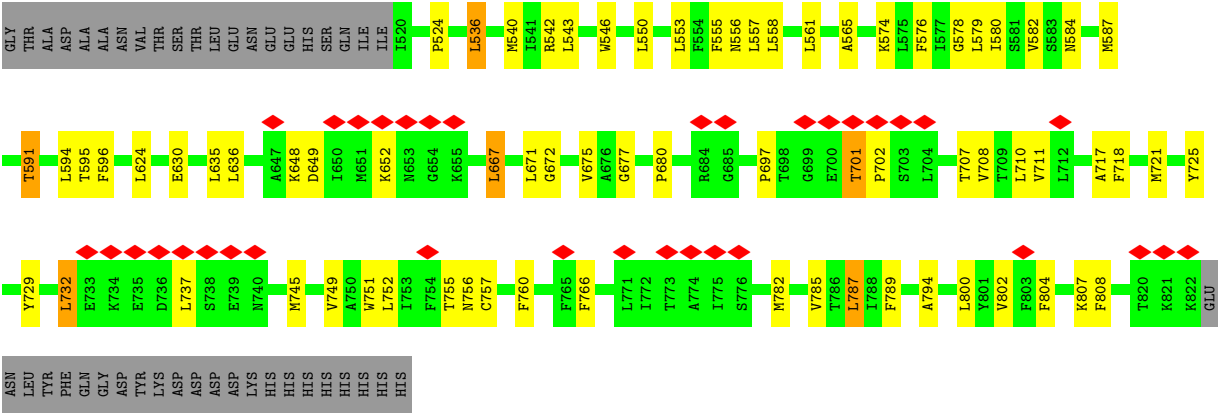 GLY THR ALA ASP ALA ALA ASN VAL THR SER THR LEU GLU ASN GLU GLU HIS SER GLN ILE ILE I520 P524 L536 M540 I541 R542 L543 W546 L550 L553 F554 F555 N556 L557 L558 L561 A565 K574 L575 F576 I577 G578 L579 I580 S581 V582 S583 N584 M587
T591 L594 T595 F596 L624 E630 L635 L636 A647 K648 D649 I650 M651 K652 N653 G654 K655 L667 L671 G672 V675 A676 G677 P680 R684 G685 P697 T698 G699 E700 T701 P702 S703 L704 T707 V708 T709 L710 V711 L712 A717 F718 M721 Y725
Y729 L732 E733 K734 E735 D736 L737 S738 E739 N740 M745 V749 A750 W751 L752 I753 F754 T755 N756 C757 F760 F765 F766 L771 I772 T773 A774 I775 S776 M782 V785 T786 L787 I788 F789 A794 L800 Y801 V802 F803 F804 K807 F808 T820 K821 K822 GLU
ASN LEU TYR PHE GLN GLY ASP TYR LYS ASP ASP ASP ASP LYS HIS HIS HIS HIS HIS HIS HIS HIS